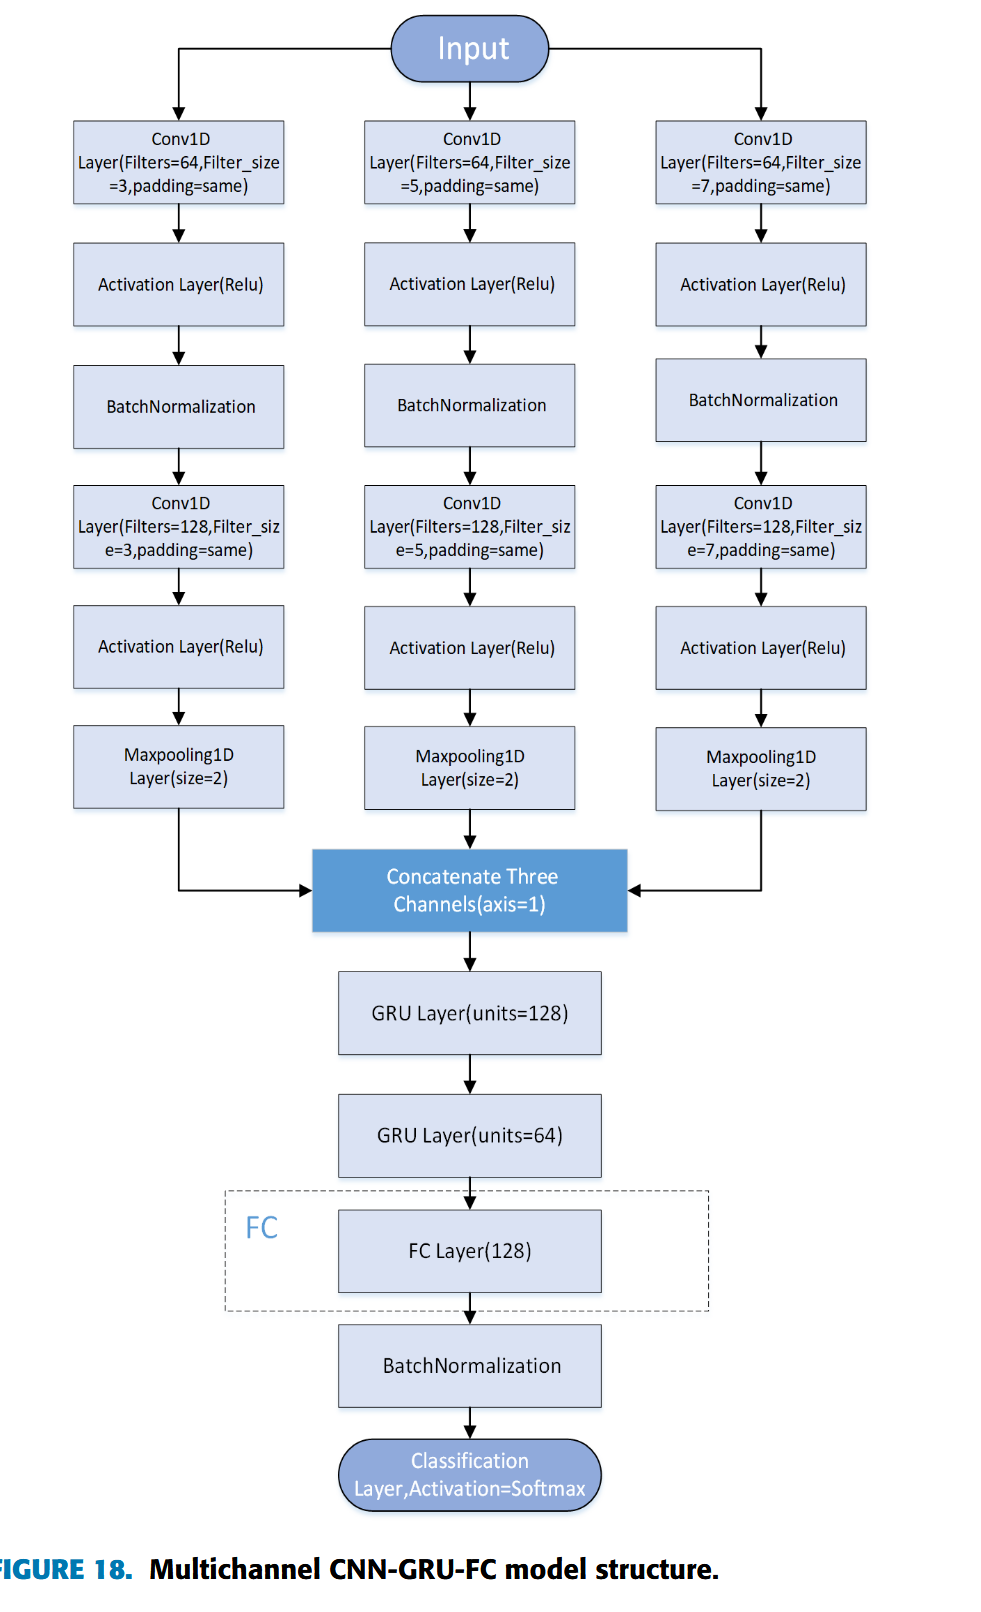 Input
Conv1D
Layer(Filters=64,Filter_size
=3,padding=same)
Conv1D
Layer(Filters=64,Filter_size
=5,padding=same)
Conv1D
Layer(Filters=64,Filter_size
=7,padding=same)
Activation Layer(Relu)
Activation Layer(Relu)
Activation Layer(Relu)
BatchNormalization
BatchNormalization
BatchNormalization
Conv1D
Layer(Filters=128,Filter_siz
e=3,padding=same)
Conv1D
Layer(Filters=128,Filter_siz
e=5,padding=same)
Conv1D
Layer(Filters=128,Filter_siz
e=7,padding=same)
Activation Layer(Relu)
Activation Layer(Relu)
Activation Layer(Relu)
Maxpooling1D
Layer(size=2)
Maxpooling1D
Layer(size=2)
Maxpooling1D
Layer(size=2)
Concatenate Three
Channels(axis=1)
GRU Layer(units=128)
GRU Layer(units=64)
FC
FC Layer(128)
BatchNormalization
Classification
Layer,Activation=Softmax
FIGURE 18. Multichannel CNN-GRU-FC model structure.